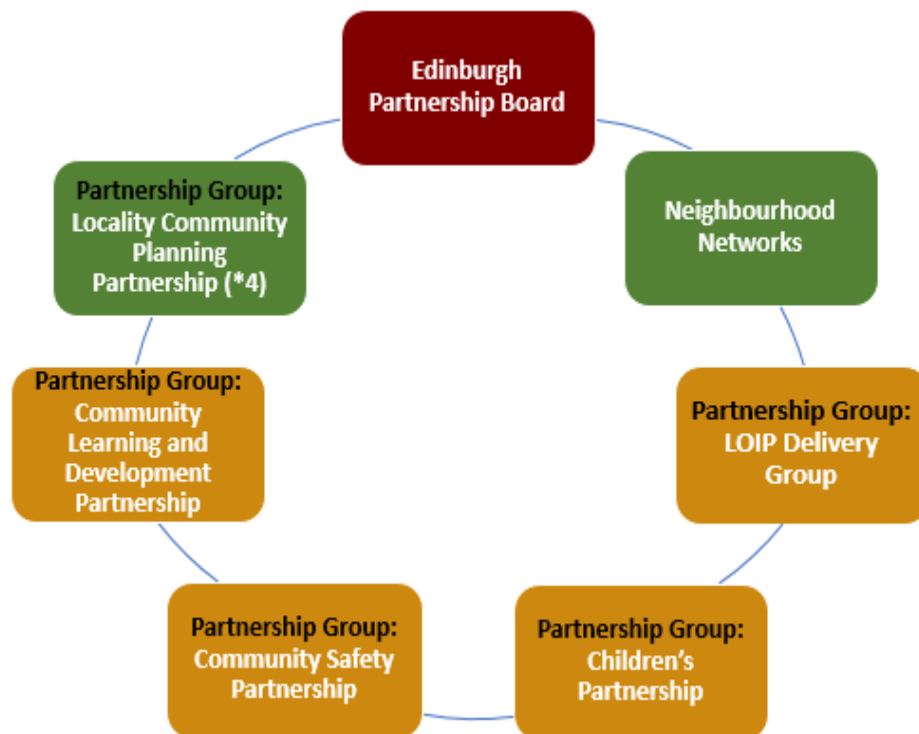 Edinburgh
Partnership Board
Partnership Group:
Locality Community
Planning
Partnership (*4)
Neighbourhood
Networks
Partnership Group:
Community
Learning and
Development
Partnership
Partnership Group:
LOIP Delivery
Group
Partnership Group:
Community Safety
Partnership
Partnership Group:
Children’s
Partnership